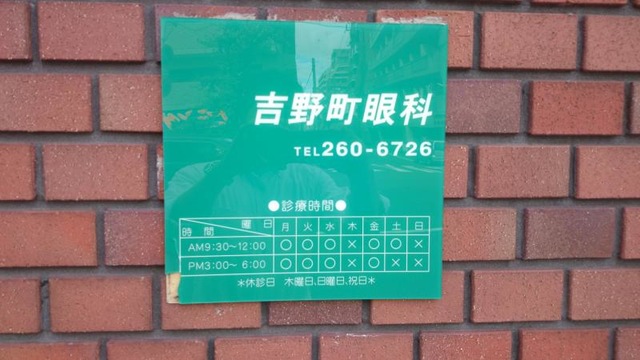 吉野町眼科
TEL260-6726
●診療時間●
時間 曜日 月 火 水 木 金 土 日
AM9:30〜12:00 ○ ○ ○ × ○ ○ ×
PM3:00〜 6:00 ○ ○ ○ × ○ × ×
＊休診日 木曜日、日曜日、祝日＊